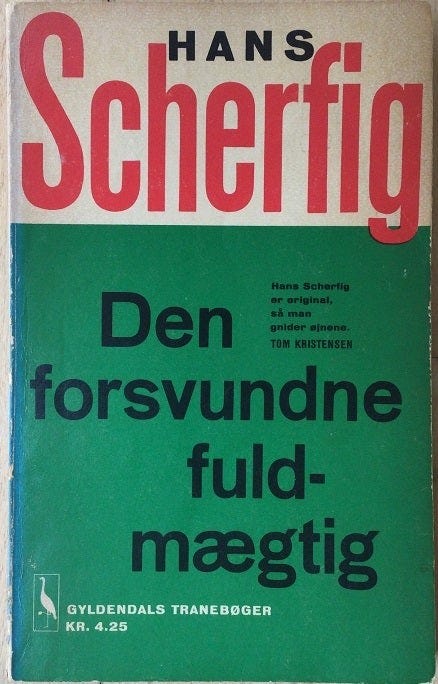 HANS
Scherfig
Hans Scherfig
er original,
så man
gnider øjnene.
TOM KRISTENSEN
Den
forsvundne
fuld-
mægtig
GYLDENDALS TRANEBØGER
KR. 4.25